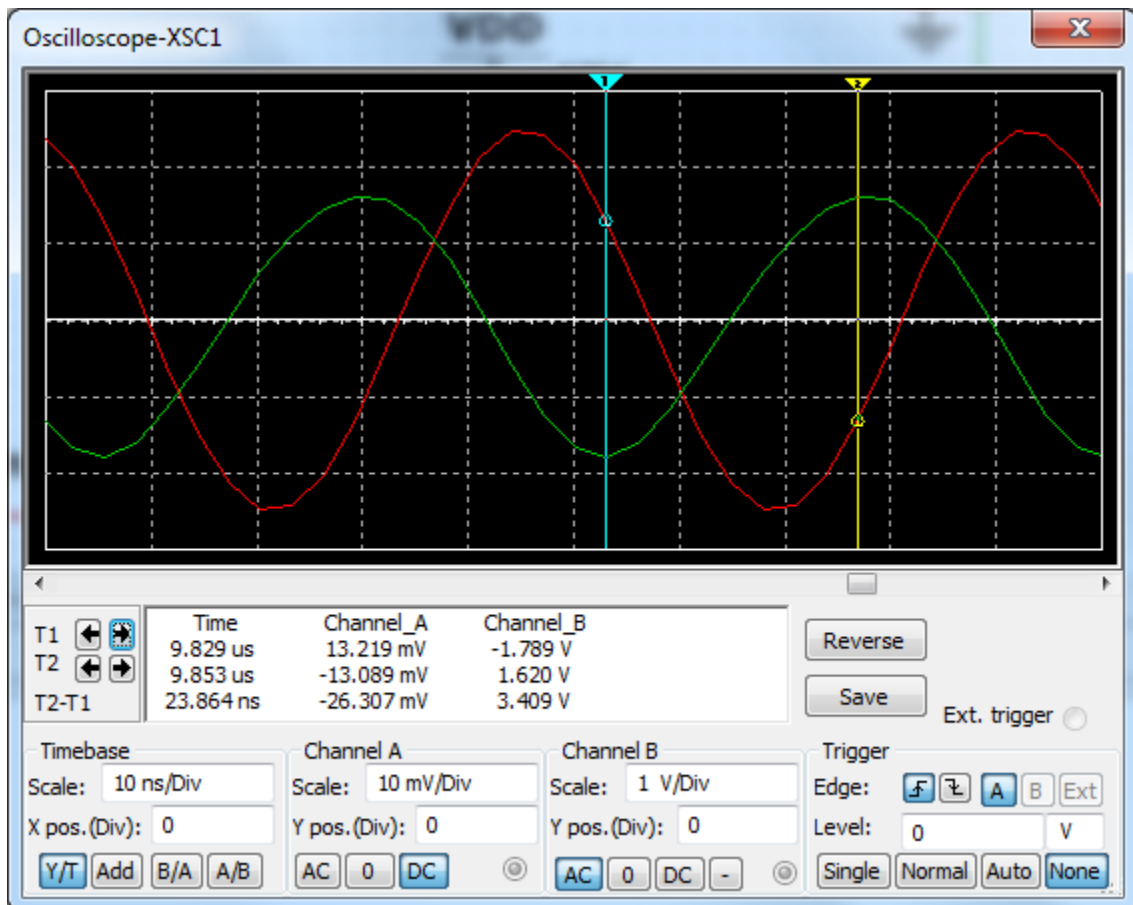 VDD
Oscilloscope-XSC1
X
1
2
T1
T2
T2-T1
Time Channel_A Channel_B
9.829 us 13.219 mV -1.789 V
9.853 us -13.089 mV 1.620 V
23.864 ns -26.307 mV 3.409 V
Reverse
Save
Ext. trigger
Timebase
Scale: 10 ns/Div
X pos.(Div): 0
Y/T Add B/A A/B
Channel A
Scale: 10 mV/Div
Y pos.(Div): 0
AC 0 DC
Channel B
Scale: 1 V/Div
Y pos.(Div): 0
AC 0 DC -
Trigger
Edge: A B Ext
Level: 0 V
Single Normal Auto None